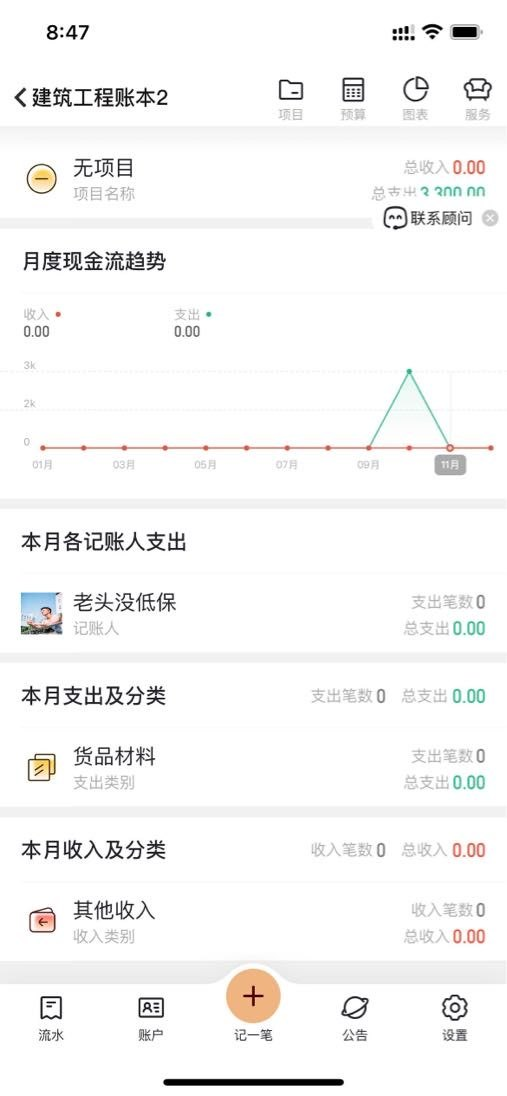 8:47
建筑工程账本2
项目 预算 图表 服务
无项目 总收入 0.00
项目名称 总支出 3,300.00
联系顾问
月度现金流趋势
收入 支出
0.00 0.00
3k
2k
0
01月 03月 05月 07月 09月 11月
本月各记账人支出
老头没低保 支出笔数 0
记账人 总支出 0.00
本月支出及分类 支出笔数 0 总支出 0.00
货品材料 支出笔数 0
支出类别 总支出 0.00
本月收入及分类 收入笔数 0 总收入 0.00
其他收入 收入笔数 0
收入类别 总收入 0.00
流水 账户 记一笔 公告 设置